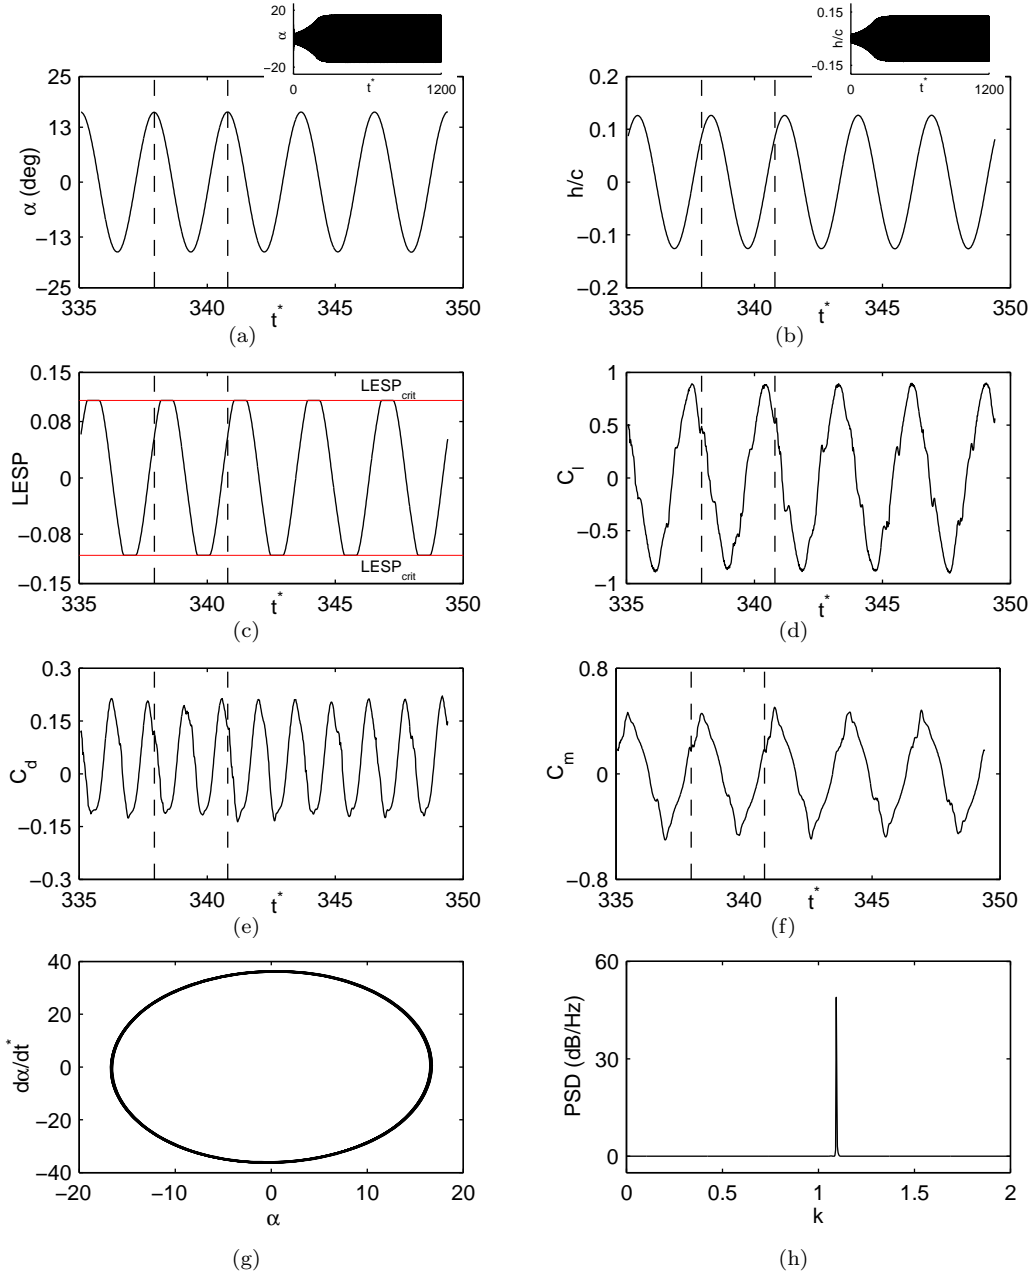 20
α
−20
0
t*
1200
0.15
h/c
−0.15
0
t*
1200
25
13
0
−13
−25
α (deg)
335
340
345
350
t*
(a)
0.2
0.1
0
−0.1
−0.2
h/c
335
340
345
350
t*
(b)
0.15
0.08
0
−0.08
−0.15
LESP
LESPcrit
LESPcrit
335
340
345
350
t*
(c)
1
0.5
0
−0.5
−1
Cl
335
340
345
350
t*
(d)
0.3
0.15
0
−0.15
−0.3
Cd
335
340
345
350
t*
(e)
0.8
0
−0.8
Cm
335
340
345
350
t*
(f)
40
20
0
−20
−40
dα/dt*
−20
−10
0
10
20
α
(g)
60
30
0
PSD (dB/Hz)
0
0.5
1
1.5
2
k
(h)